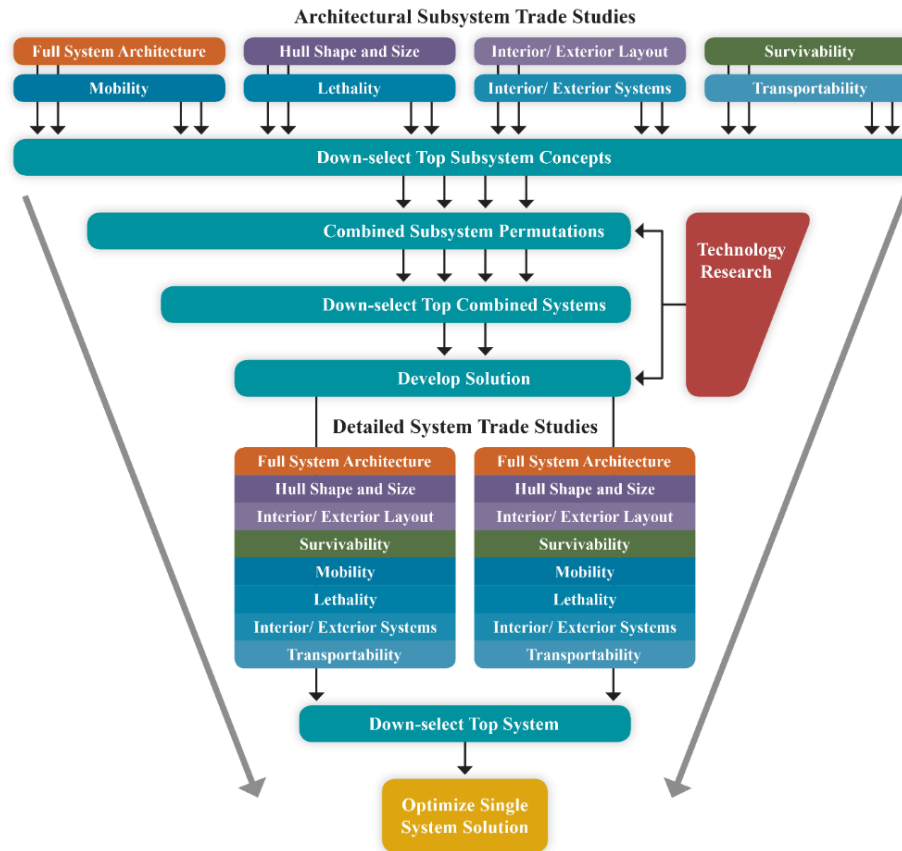 Architectural Subsystem Trade Studies
Full System Architecture
Hull Shape and Size
Interior/ Exterior Layout
Survivability
Mobility
Lethality
Interior/ Exterior Systems
Transportability
Down-select Top Subsystem Concepts
Combined Subsystem Permutations
Technology
Research
Down-select Top Combined Systems
Develop Solution
Detailed System Trade Studies
Full System Architecture
Hull Shape and Size
Interior/ Exterior Layout
Survivability
Mobility
Lethality
Interior/ Exterior Systems
Transportability
Full System Architecture
Hull Shape and Size
Interior/ Exterior Layout
Survivability
Mobility
Lethality
Interior/ Exterior Systems
Transportability
Down-select Top System
Optimize Single
System Solution